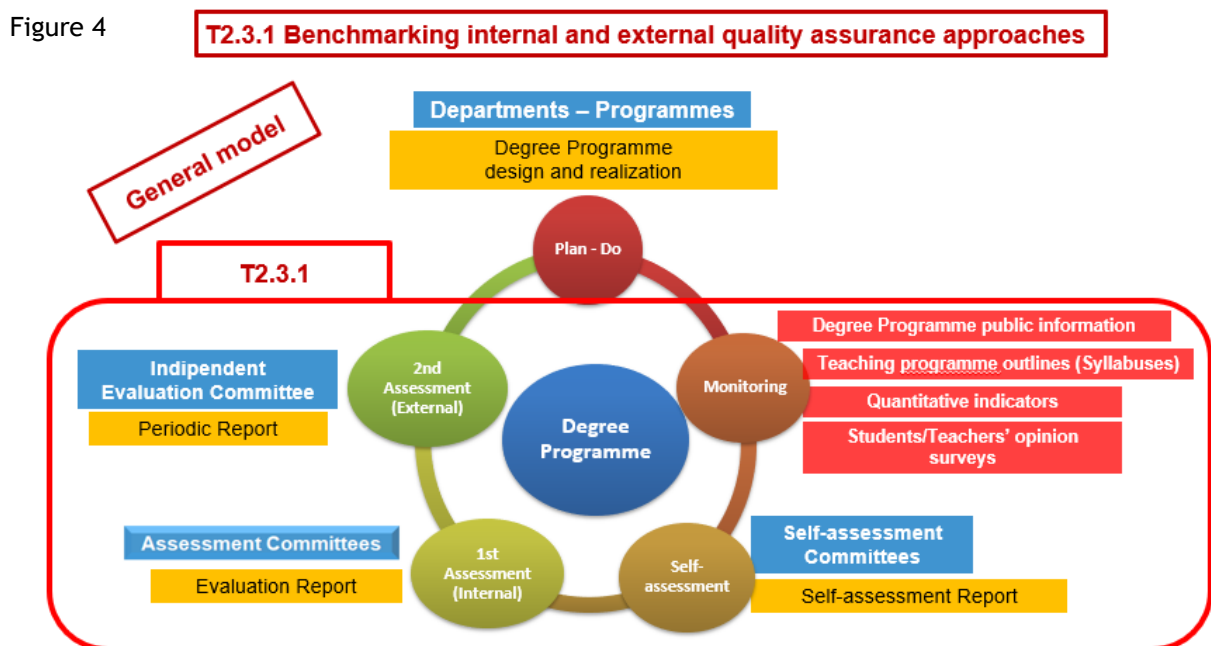 Figure 4
T2.3.1 Benchmarking internal and external quality assurance approaches
General model
Departments – Programmes
Degree Programme
design and realization
Plan - Do
T2.3.1
Degree Programme public information
Teaching programme outlines (Syllabuses)
Quantitative indicators
Students/Teachers’ opinion
surveys
Monitoring
2nd
Assessment
(External)
Indipendent
Evaluation Committee
Periodic Report
Degree
Programme
Assessment Committees
Evaluation Report
1st
Assessment
(Internal)
Self-
assessment
Self-assessment
Committees
Self-assessment Report